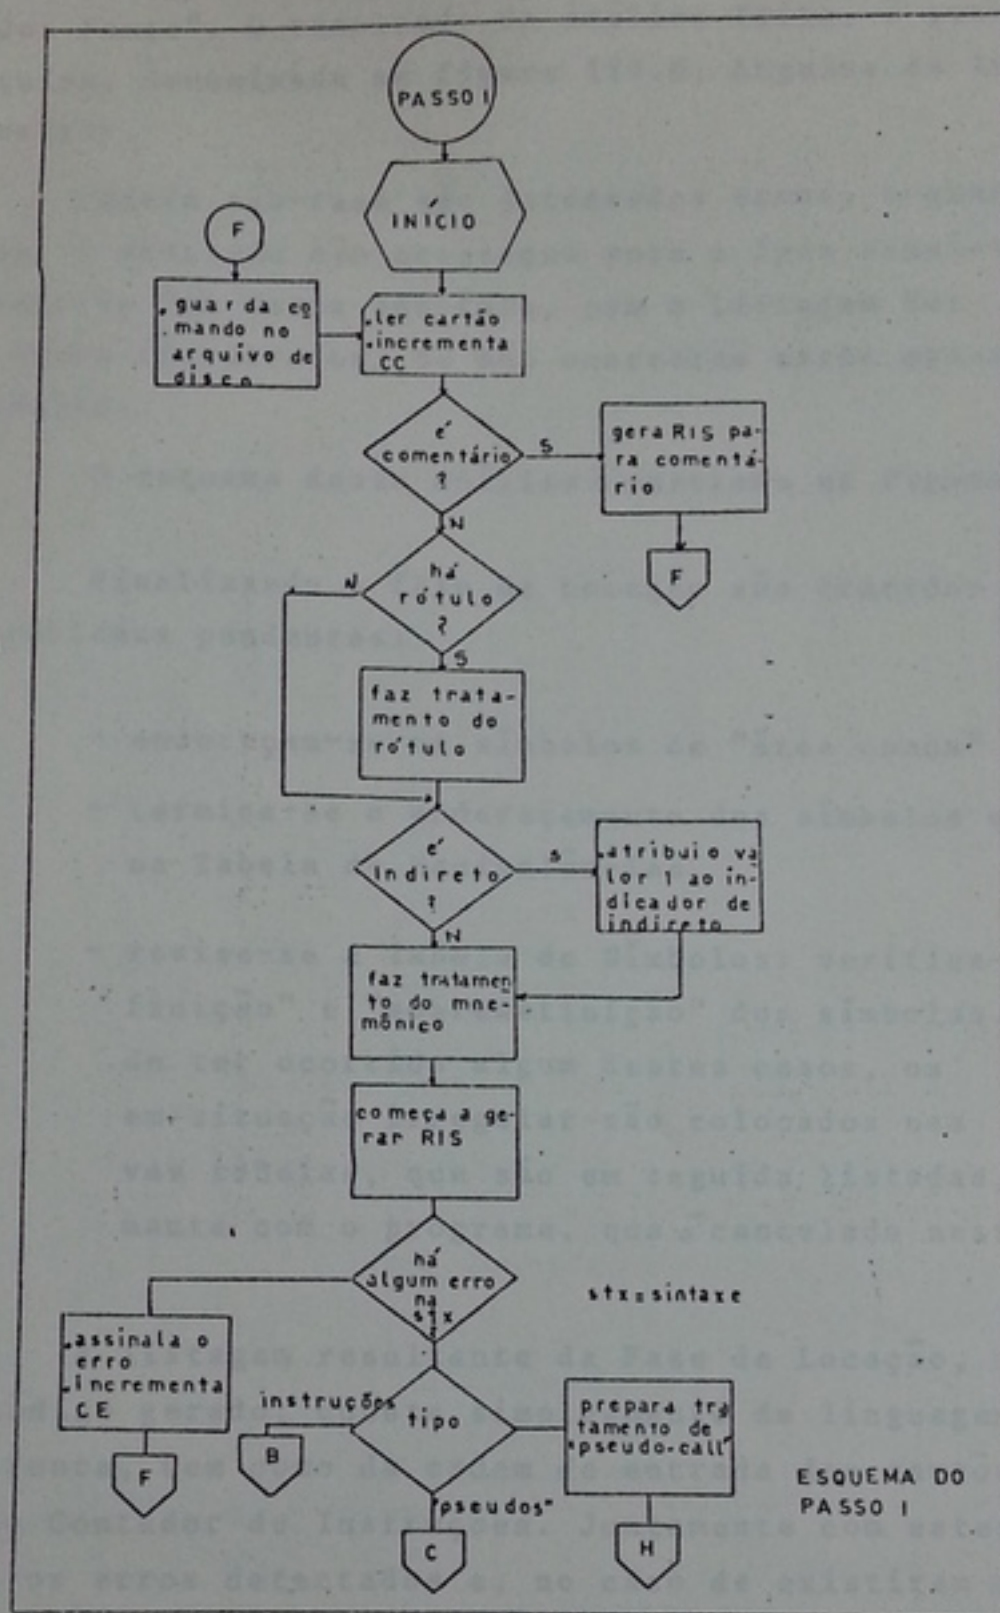 PASSO I
INÍCIO
F
.guarda co
.mando no
arquivo de
disco
.ler cartão
.incrementa
CC
é
comentário
?
S
gera RIS pa-
ra comentá-
rio
F
N
há
rótulo
?
N
S
faz trata-
mento do
rótulo
é
Indireto
?
S
.atribui o va
lor 1 ao in-
dicador de
indireto
N
faz tratamen
to do mne-
mônico
começa a ge-
rar RIS
há
algum erro
na
stx
stx = sintaxe
.assinala o
erro
.incrementa
CE
F
instruções
B
tipo
"pseudos"
C
prepara tra
tamento de
"pseudo-call"
H
ESQUEMA DO
PASSO I